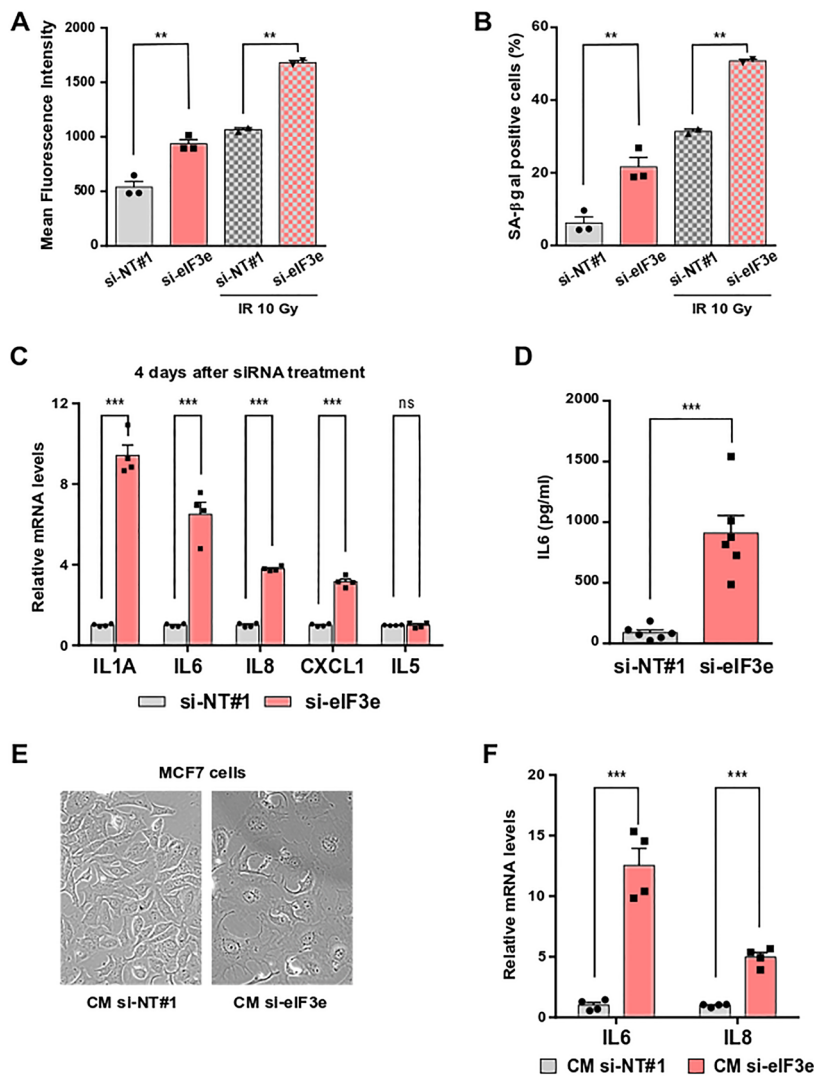 A
Mean Fluorescence Intensity
2000
1500
1000
500
0
**
**
si-NT#1
si-eIF3e
si-NT#1
si-eIF3e
IR 10 Gy
B
SA-β gal positive cells (%)
60
40
20
0
**
**
si-NT#1
si-eIF3e
si-NT#1
si-eIF3e
IR 10 Gy
C
4 days after siRNA treatment
Relative mRNA levels
12
8
4
0
***
***
***
***
ns
IL1A
IL6
IL8
CXCL1
IL5
si-NT#1
si-eIF3e
D
IL6 (pg/ml)
2000
1500
1000
500
0
***
si-NT#1
si-eIF3e
E
MCF7 cells
CM si-NT#1
CM si-eIF3e
F
Relative mRNA levels
20
15
10
5
0
***
***
IL6
IL8
CM si-NT#1
CM si-eIF3e